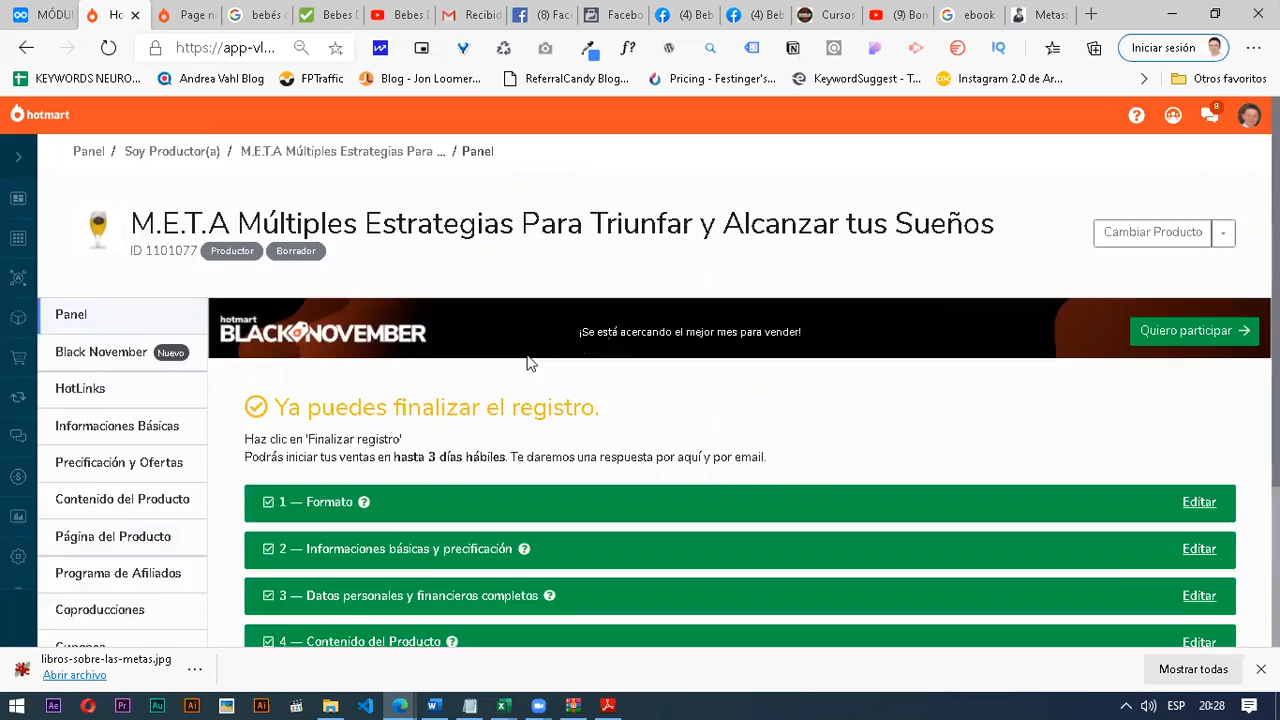 MÓDUL
Ho
Page n
bebés c
Bebes D
Bebes D
Recibid
(3) Fac
Facebo
(4) Beb
(4) Beb
Cursos
(9) Bon
ebook
Metas:
https://app-vl...
Iniciar sesión
KEYWORDS NEURO...
Andrea Vahl Blog
FPTraffic
Blog - Jon Loomer...
ReferralCandy Blog...
Pricing - Festinger's...
KeywordSuggest - T...
Instagram 2.0 de Ar...
Otros favoritos
hotmart
8
Panel / Soy Productor(a) / M.E.T.A Múltiples Estrategias Para ... / Panel
M.E.T.A Múltiples Estrategias Para Triunfar y Alcanzar tus Sueños
ID 1101077 Productor Borrador
Cambiar Producto
Panel
Black November Nuevo
HotLinks
Informaciones Básicas
Precificación y Ofertas
Contenido del Producto
Página del Producto
Programa de Afiliados
Coproducciones
Cupones
hotmart
BLACK NOVEMBER
¡Se está acercando el mejor mes para vender!
Quiero participar →
Ya puedes finalizar el registro.
Haz clic en 'Finalizar registro'
Podrás iniciar tus ventas en hasta 3 días hábiles. Te daremos una respuesta por aquí y por email.
1 — Formato ? Editar
2 — Informaciones básicas y precificación ? Editar
3 — Datos personales y financieros completos ? Editar
4 — Contenido del Producto ? Editar
libros-sobre-las-metas.jpg
Abrir archivo
Mostrar todas
ESP
20:28